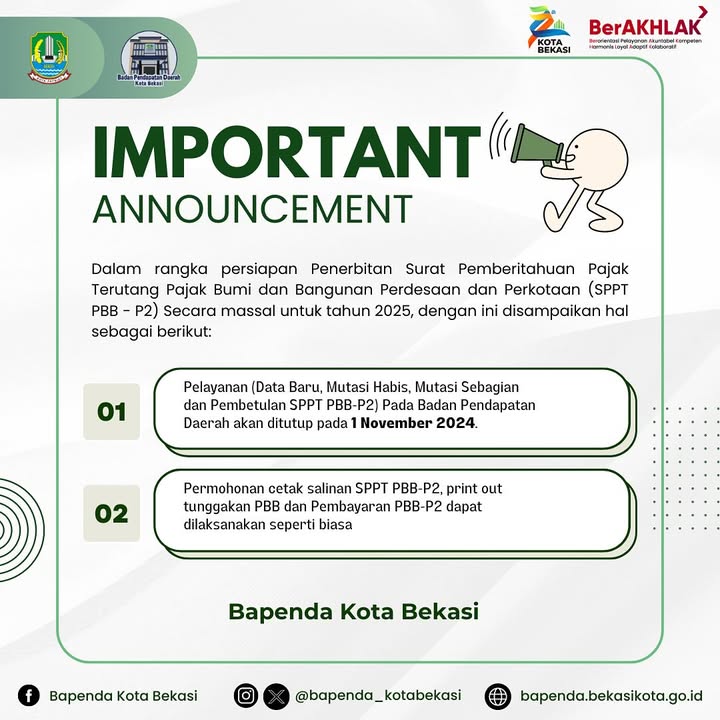 Badan Pendapatan Daerah
Kota Bekasi
KOTA
BEKASI
BerAKHLAK
Berorientasi Pelayanan Akuntabel Kompeten
Harmonis Loyal Adaptif Kolaboratif
IMPORTANT
ANNOUNCEMENT
Dalam rangka persiapan Penerbitan Surat Pemberitahuan Pajak
Terutang Pajak Bumi dan Bangunan Perdesaan dan Perkotaan (SPPT
PBB - P2) Secara massal untuk tahun 2025, dengan ini disampaikan hal
sebagai berikut:
01
Pelayanan (Data Baru, Mutasi Habis, Mutasi Sebagian
dan Pembetulan SPPT PBB-P2) Pada Badan Pendapatan
Daerah akan ditutup pada 1 November 2024.
02
Permohonan cetak salinan SPPT PBB-P2, print out
tunggakan PBB dan Pembayaran PBB-P2 dapat
dilaksanakan seperti biasa
Bapenda Kota Bekasi
Bapenda Kota Bekasi
@bapenda_kotabekasi
bapenda.bekasikota.go.id